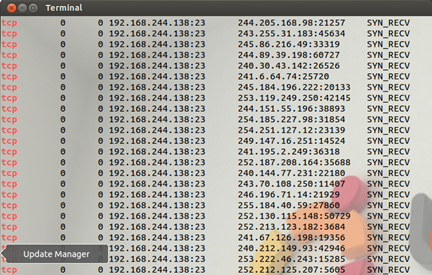 Terminal
tcp 0 0 192.168.244.138:23 244.205.168.98:21257 SYN_RECV
tcp 0 0 192.168.244.138:23 243.255.31.183:45634 SYN_RECV
tcp 0 0 192.168.244.138:23 245.86.216.49:33319 SYN_RECV
tcp 0 0 192.168.244.138:23 244.89.39.198:60727 SYN_RECV
tcp 0 0 192.168.244.138:23 240.30.43.142:26526 SYN_RECV
tcp 0 0 192.168.244.138:23 241.6.64.74:25720 SYN_RECV
tcp 0 0 192.168.244.138:23 245.184.196.222:20133 SYN_RECV
tcp 0 0 192.168.244.138:23 253.119.249.250:42145 SYN_RECV
tcp 0 0 192.168.244.138:23 244.151.55.196:38893 SYN_RECV
tcp 0 0 192.168.244.138:23 254.185.227.98:31854 SYN_RECV
tcp 0 0 192.168.244.138:23 254.251.127.12:23139 SYN_RECV
tcp 0 0 192.168.244.138:23 249.147.16.251:14524 SYN_RECV
tcp 0 0 192.168.244.138:23 241.195.2.249:36318 SYN_RECV
tcp 0 0 192.168.244.138:23 252.187.208.164:35688 SYN_RECV
tcp 0 0 192.168.244.138:23 240.144.77.231:22180 SYN_RECV
tcp 0 0 192.168.244.138:23 243.70.108.250:11407 SYN_RECV
tcp 0 0 192.168.244.138:23 246.196.71.14:21929 SYN_RECV
tcp 0 0 192.168.244.138:23 255.184.40.59:27860 SYN_RECV
tcp 0 0 192.168.244.138:23 252.130.113.148:50729 SYN_RECV
tcp 0 0 192.168.244.138:23 252.248.123.182:3684 SYN_RECV
tcp 0 0 192.168.244.138:23 241.67.126.198:19356 SYN_RECV
0 192.168.244.138:23 240.212.149.93:42946 SYN_RECV
Update Manager
0 192.168.244.138:23 253.222.46.243:15285 SYN_RECV
tcp 0 0 192.168.244.138:23 252.212.125.207:5605 SYN_RECV